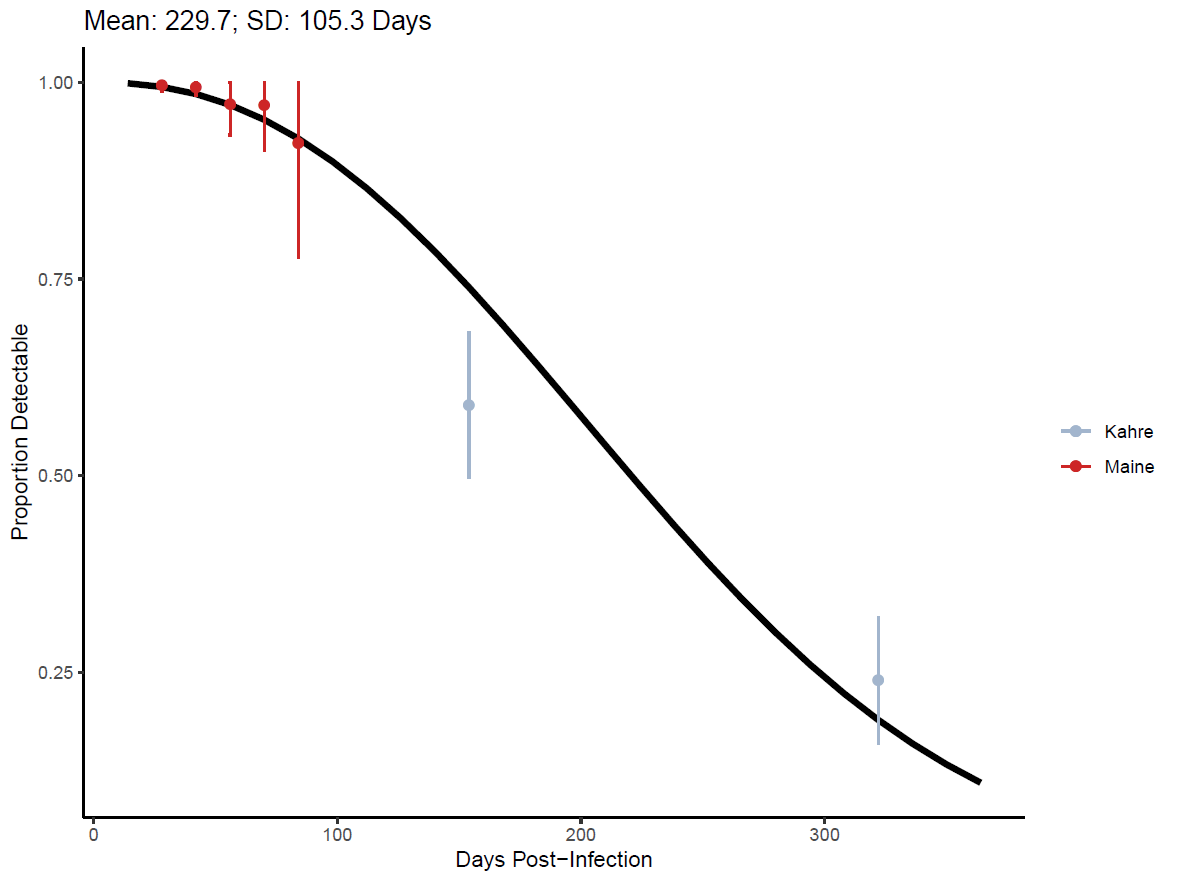 Mean: 229.7; SD: 105.3 Days
1.00
0.75
0.50
0.25
Proportion Detectable
0
100
200
300
Days Post−Infection
Kahre
Maine